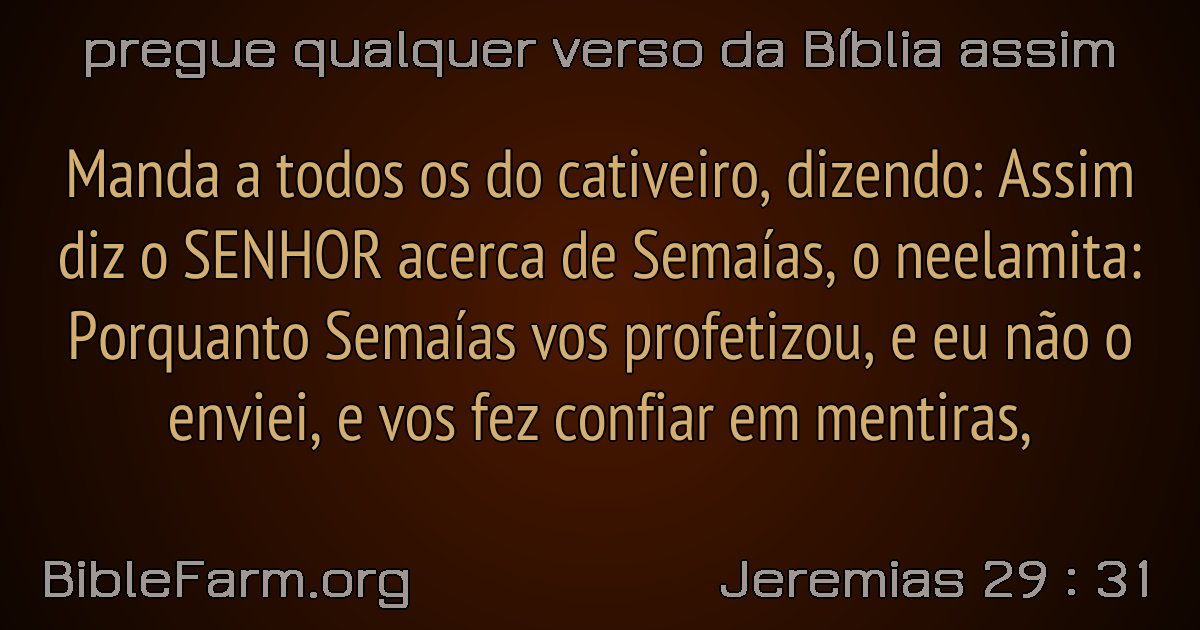 pregue qualquer verso da Bíblia assim
Manda a todos os do cativeiro, dizendo: Assim
diz o SENHOR acerca de Semaías, o neelamita:
Porquanto Semaías vos profetizou, e eu não o
enviei, e vos fez confiar em mentiras,
BibleFarm.org
Jeremias 29 : 31